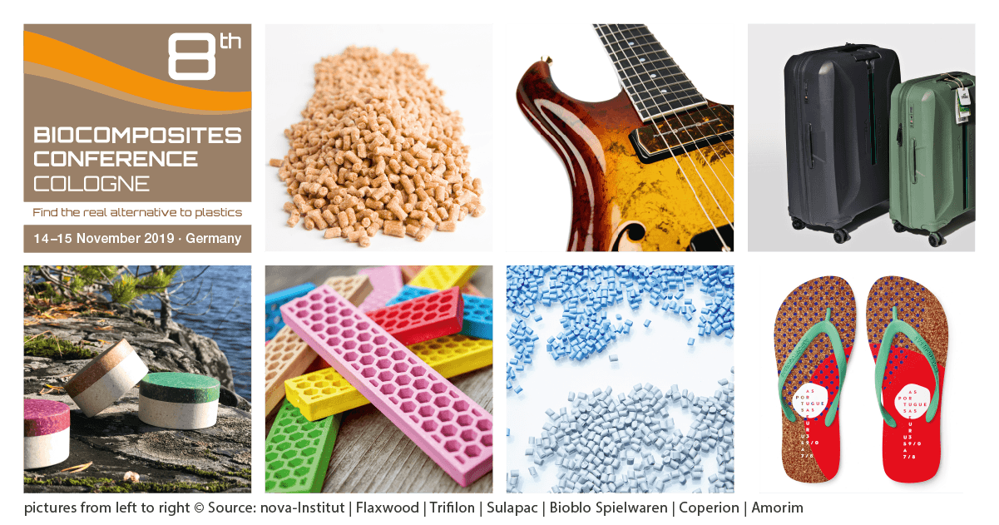 8th
BIOCOMPOSITES
CONFERENCE
COLOGNE
Find the real alternative to plastics
14–15 November 2019 · Germany
AS
POR
TUGUE
SAS
AS
POR
TUGUE
SAS
pictures from left to right © Source: nova-Institut | Flaxwood | Trifilon | Sulapac | Bioblo Spielwaren | Coperion | Amorim